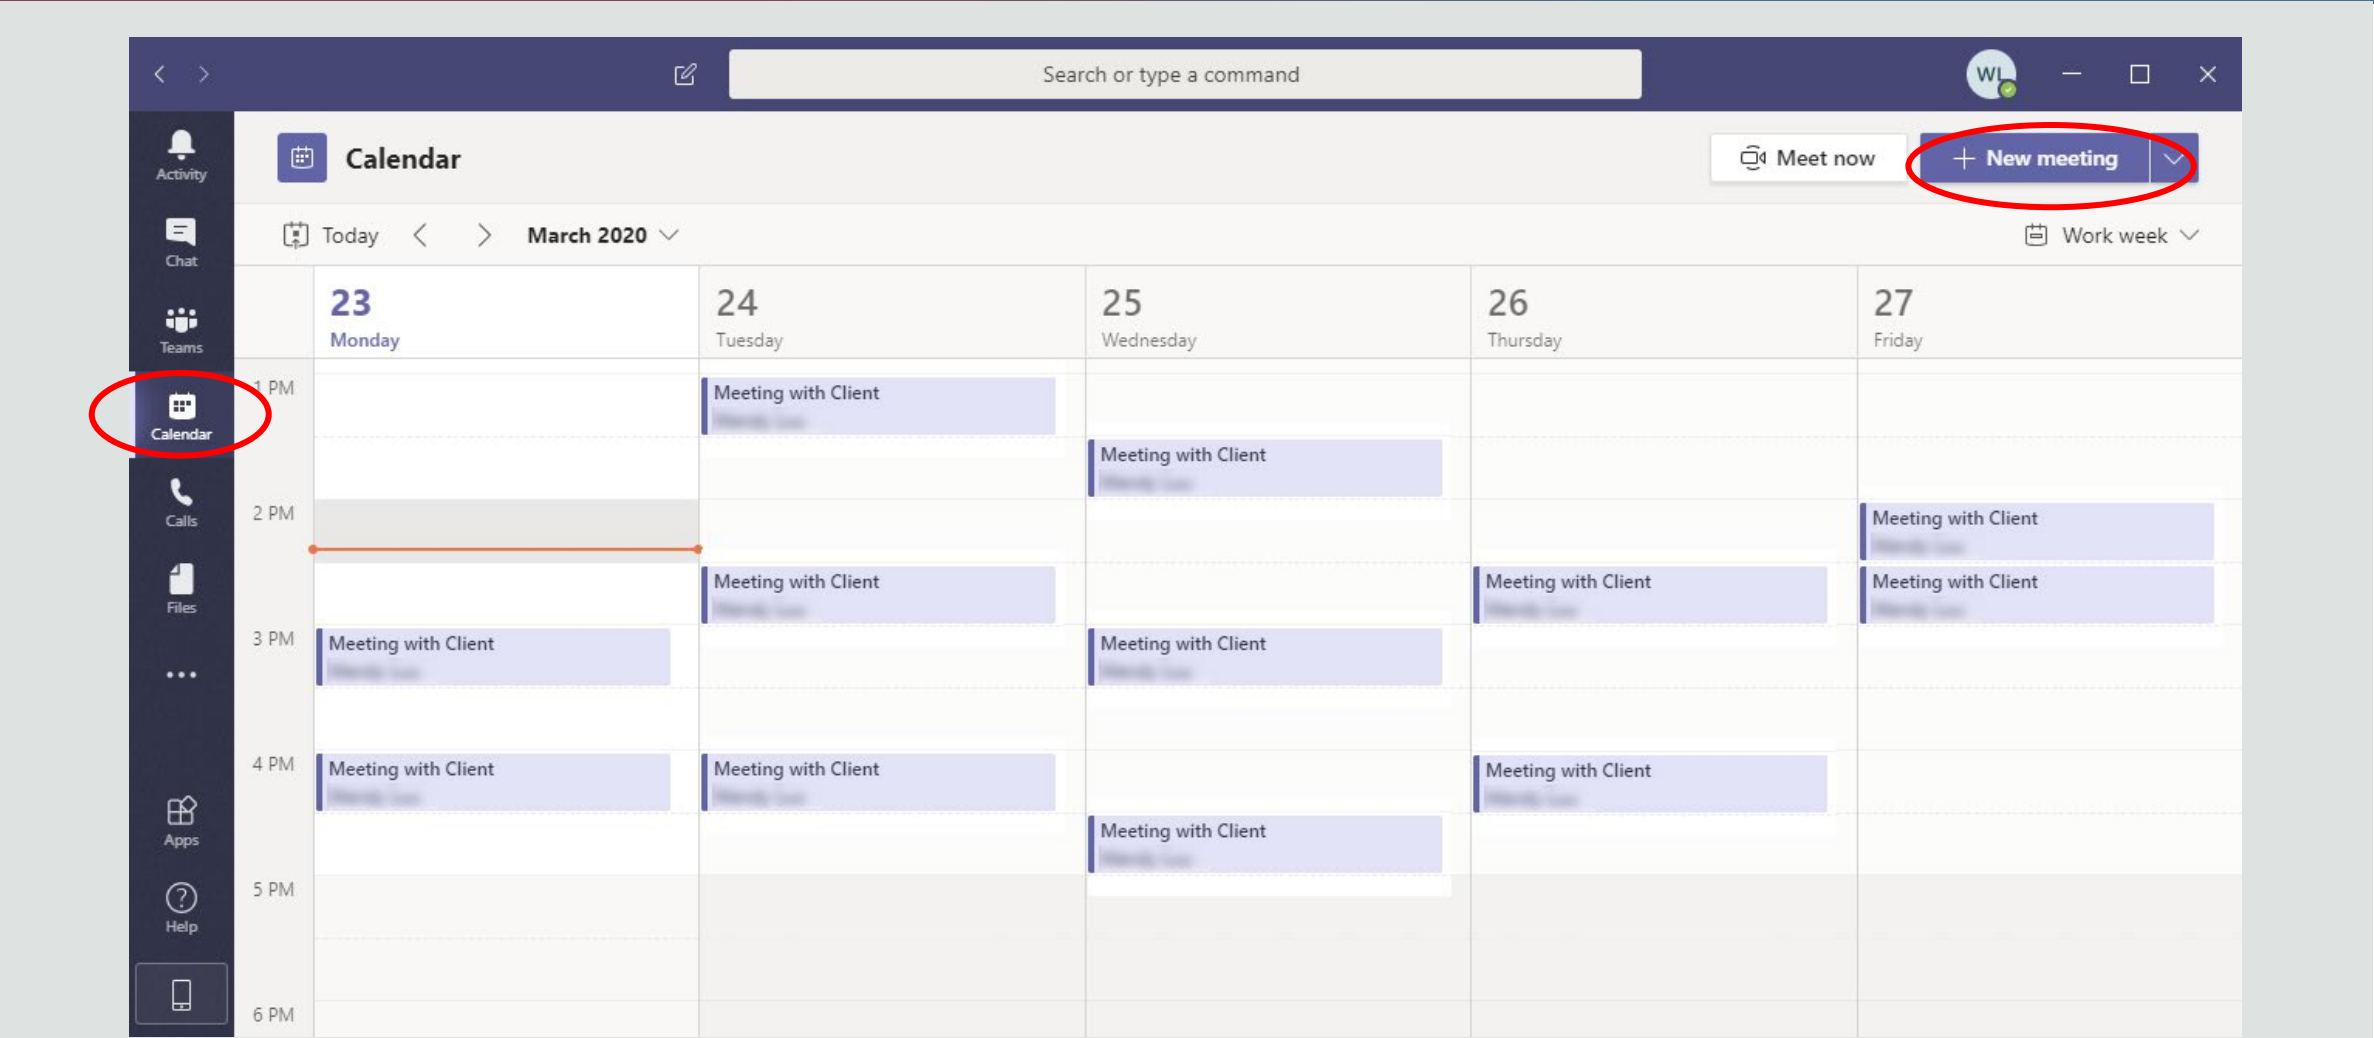 Search or type a command
WL
Activity
Calendar
Meet now
New meeting
Chat
Today
March 2020
Work week
Teams
23
Monday
24
Tuesday
25
Wednesday
26
Thursday
27
Friday
Calendar
1 PM
Meeting with Client
Meeting with Client
Calls
2 PM
Meeting with Client
Files
Meeting with Client
Meeting with Client
Meeting with Client
3 PM
Meeting with Client
Meeting with Client
4 PM
Meeting with Client
Meeting with Client
Meeting with Client
Apps
Meeting with Client
5 PM
Help
6 PM